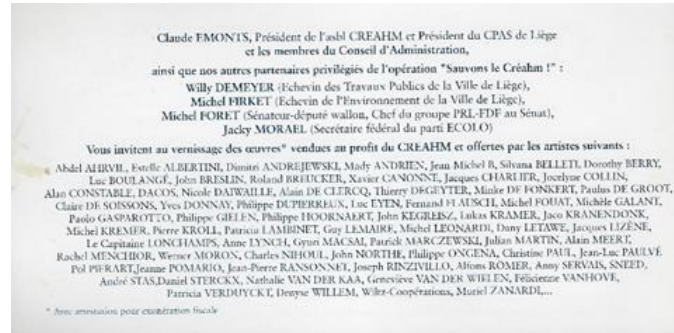 Claude EMONTS, Président de l'asbl CREAHM et Président du CPAS de Liège
et les membres du Conseil d'Administration,
ainsi que nos autres partenaires privilégiés de l'opération "Sauvons le Créahm !" :
Willy DEMEYER (Echevin des Travaux Publics de la Ville de Liège),
Michel FIRKET (Echevin de l'Environnement de la Ville de Liège),
Michel FORET (Sénateur-député wallon, Chef du groupe PRL-FDF au Sénat),
Jacky MORAEL (Secrétaire fédéral du parti ECOLO)
Vous invitent au vernissage des œuvres* vendues au profit du CREAHM et offertes par les artistes suivants :
Abdel Estelle ALBERTINI, Dimitri ANDREJEWSKI, Mady ANDRIEN, Jean Michel B, Silvana BELLETI, Dorothy BERRY,
Luc BOULANGE, John BRESLIN, Roland BREUCKER, Xavier CANONNE, Jacques CHARLIER, Jocelyne COLLIN,
Alan CONSTABLE, DACOS, Nicole DAIWAILLE, Alain DE CLERCQ, Thierry DEGEYTER, Minke DE FONKERT, Paulus DE GROOT,
Claire DE SOISSONS, Yves DONNAY, Philippe DUPIERREUX, Luc EYEN, Fernand FLAUSCH, Michel FOUAT, Michèle GALANT,
Paolo GASPAROTTO, Philippe GIELEN, Philippe HOORNAERT, John KEGREISZ, Lukas KRAMER, Jaco KRANENDONK,
Michel KREMER, Pierre KROLL, Patricia LAMBINET, Guy LEMAIRE, Michel LEONARDI, Dany LETAWE, Jacques LIZÈNE,
Le Capitaine LONCHAMPS, Anne LYNCH, Gyuri MACSAI, Patrick MARCZEWSKI, Julian MARTIN, Alain MEERT,
Rachel MENCHIOR, Werner MORON, Charles NIHOUL, John NORTHE, Philippe ONGENA, Christine PAUL, Jean-Luc PAULVÉ
Pol PIERART,Jeanne POMARIO, Jean-Pierre RANSONNET, Joseph RINZIVILLO, Alfons RÖMER, Anny SERVAIS, SNEED,
André STAS,Daniel STERCKX, Nathalie VAN DER KAA, Geneviève VAN DER WIELEN, Félicienne VANHOVE,
Patricia VERDUYCKT, Denyse WILLEM, Wilez-Coopérations, Muriel ZANARDI,...
* Avec attestation pour exonération fiscale